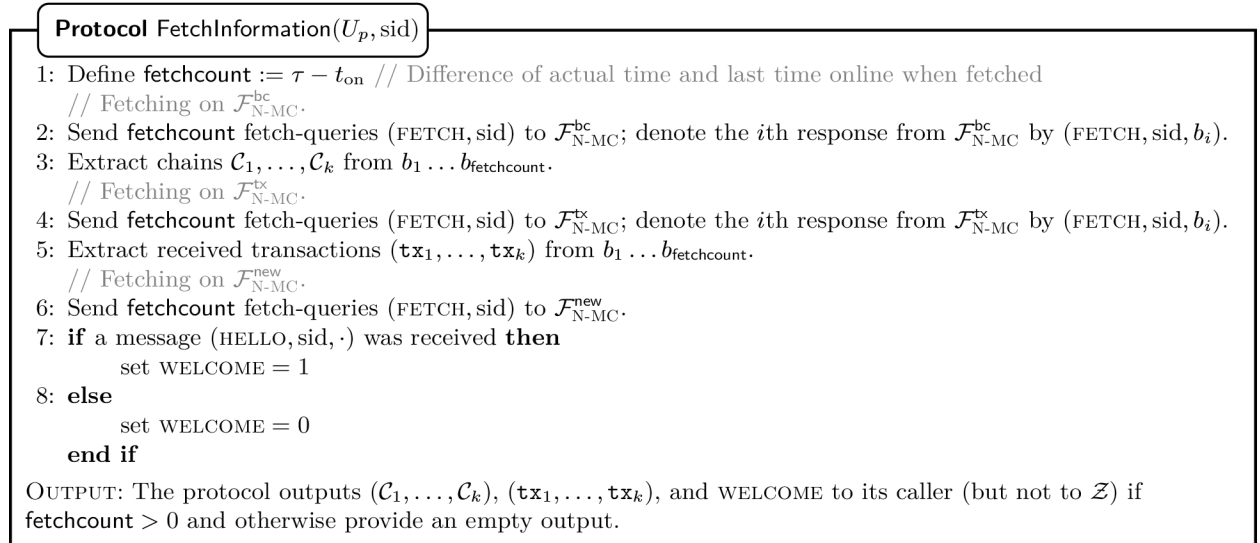 Protocol FetchInformation(U_p, sid)
1: Define fetchcount := τ − t_on // Difference of actual time and last time online when fetched
// Fetching on F^bc_N-MC.
2: Send fetchcount fetch-queries (FETCH, sid) to F^bc_N-MC; denote the ith response from F^bc_N-MC by (FETCH, sid, b_i).
3: Extract chains C_1, . . . , C_k from b_1 . . . b_fetchcount.
// Fetching on F^tx_N-MC.
4: Send fetchcount fetch-queries (FETCH, sid) to F^tx_N-MC; denote the ith response from F^tx_N-MC by (FETCH, sid, b_i).
5: Extract received transactions (tx_1, . . . , tx_k) from b_1 . . . b_fetchcount.
// Fetching on F^new_N-MC.
6: Send fetchcount fetch-queries (FETCH, sid) to F^new_N-MC.
7: if a message (HELLO, sid, ·) was received then
set WELCOME = 1
8: else
set WELCOME = 0
end if
OUTPUT: The protocol outputs (C_1, . . . , C_k), (tx_1, . . . , tx_k), and WELCOME to its caller (but not to Z) if
fetchcount > 0 and otherwise provide an empty output.